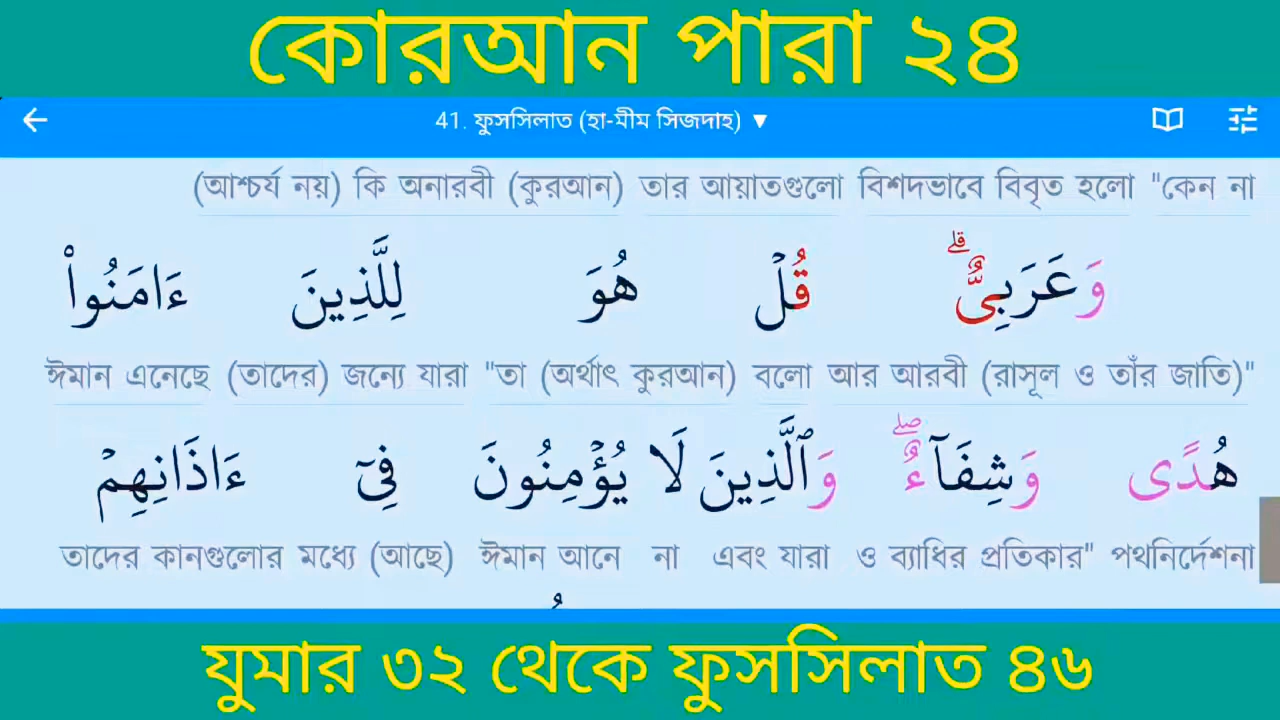 কোরআন পারা ২৪
41. ফুসসিলাত (হা-মীম সিজদাহ) ▼
(আশ্চর্য নয়) কি অনারবী (কুরআন) তার আয়াতগুলো বিশদভাবে বিবৃত হলো "কেন না
وَعَرَبِىٌّ ۗ قُلْ هُوَ لِلَّذِينَ ءَامَنُوا۟
ঈমান এনেছে (তাদের) জন্যে যারা "তা (অর্থাৎ কুরআন) বলো আর আরবী (রাসূল ও তাঁর জাতি)"
هُدًى وَشِفَآءٌ ۖ وَٱلَّذِينَ لَا يُؤْمِنُونَ فِىٓ ءَاذَانِهِمْ
তাদের কানগুলোর মধ্যে (আছে) ঈমান আনে না এবং যারা ও ব্যাধির প্রতিকার" পথনির্দেশনা
যুমার ৩২ থেকে ফুসসিলাত ৪৬